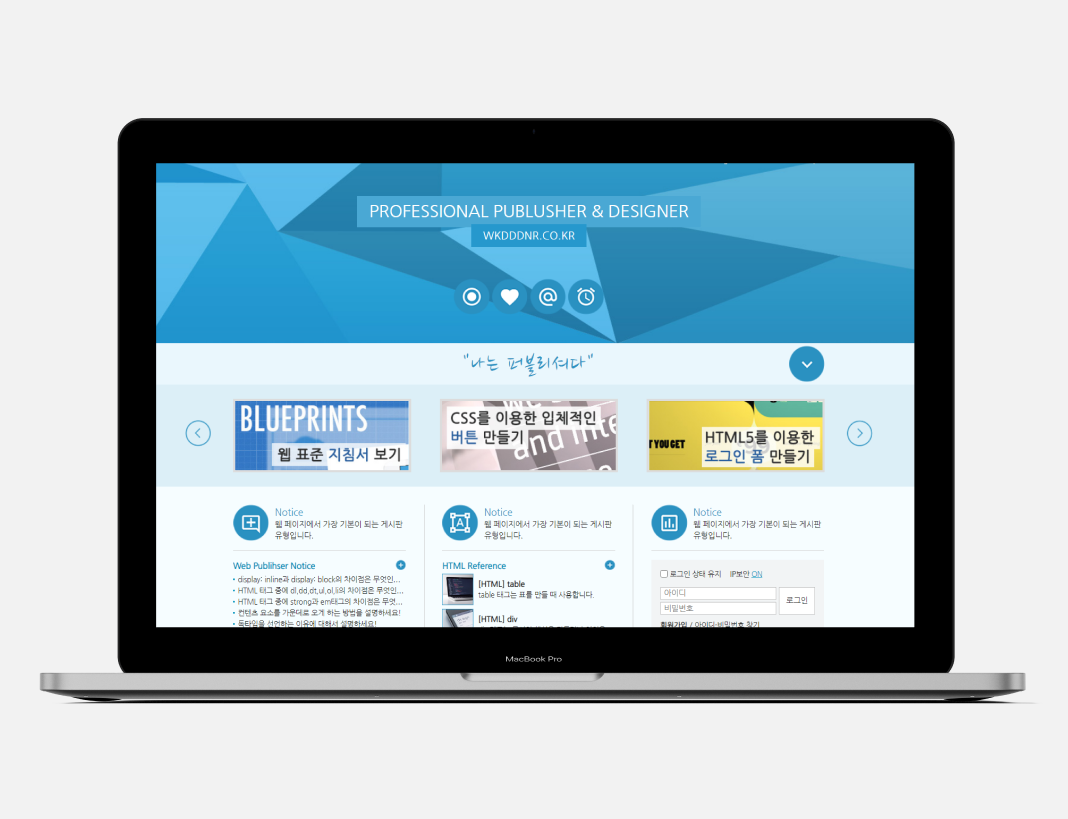 PROFESSIONAL PUBLUSHER & DESIGNER
WKDDDNR.CO.KR
"나는 퍼블리셔다"
BLUEPRINTS
웹 표준 지침서 보기
CSS를 이용한 입체적인
버튼 만들기
and inte
T YOU GET
HTML5를 이용한
로그인 폼 만들기
Notice
웹 페이지에서 가장 기본이 되는 게시판
유형입니다.
Web Publihser Notice
• display: inline과 display: block의 차이점은 무엇인...
• HTML 태그 중에 dl,dd,dt,ul,ol,li의 차이점은 무엇인...
• HTML 태그 중에 strong과 em태그의 차이점은 무엇...
• 컨텐츠 요소를 가운데로 오게 하는 방법을 설명하세요!
• 독타입을 선언하는 이유에 대해서 설명하세요!
Notice
웹 페이지에서 가장 기본이 되는 게시판
유형입니다.
HTML Reference
[HTML] table
table 태그는 표를 만들 때 사용합니다.
[HTML] div
Notice
웹 페이지에서 가장 기본이 되는 게시판
유형입니다.
로그인 상태 유지 IP보안 ON
아이디
비밀번호
로그인
회원가입 / 아이디·비밀번호 찾기
MacBook Pro